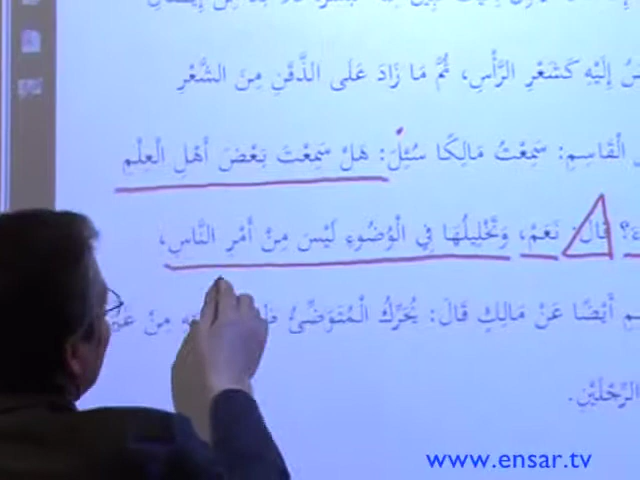 إِلَيْهِ كَشَعْرِ الرَّأْسِ، ثُمَّ مَا زَادَ عَلَى الذَّقَنِ مِنَ الشَّعْرِ
الْقَاسِمِ: سَمِعْتُ مَالِكًا سُئِلَ: هَلْ سَمِعْتَ بَعْضَ أَهْلِ الْعِلْمِ
قَالَ: نَعَمْ، وَتَخْلِيلُهَا فِي الْوُضُوءِ لَيْسَ مِنْ أَمْرِ النَّاسِ،
أَيْضًا عَنْ مَالِكٍ قَالَ: يُحَرِّكُ الْمُتَوَضِّئُ مِنْ
الرِّجْلَيْنِ.
www.ensar.tv